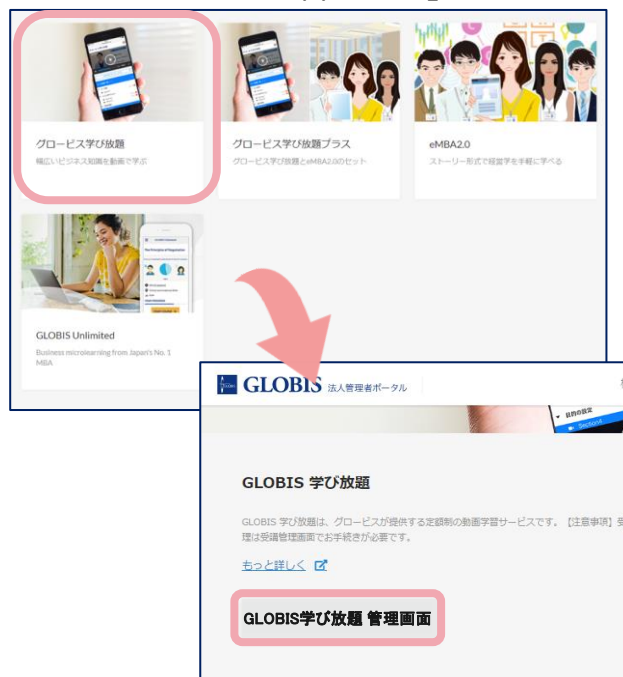 グロービス学び放題
幅広いビジネス知識を動画で学ぶ
グロービス学び放題プラス
グロービス学び放題とeMBA2.0のセット
eMBA2.0
ストーリー形式で経営学を手軽に学べる
GLOBIS Unlimited
Business microlearning from Japan's No. 1
MBA
GLOBIS 法人管理者ポータル
目的の設定
GLOBIS 学び放題
GLOBIS 学び放題は、グロービスが提供する定額制の動画学習サービスです。【注意事項】受
理は受講管理画面でお手続きが必要です。
もっと詳しく
GLOBIS学び放題 管理画面